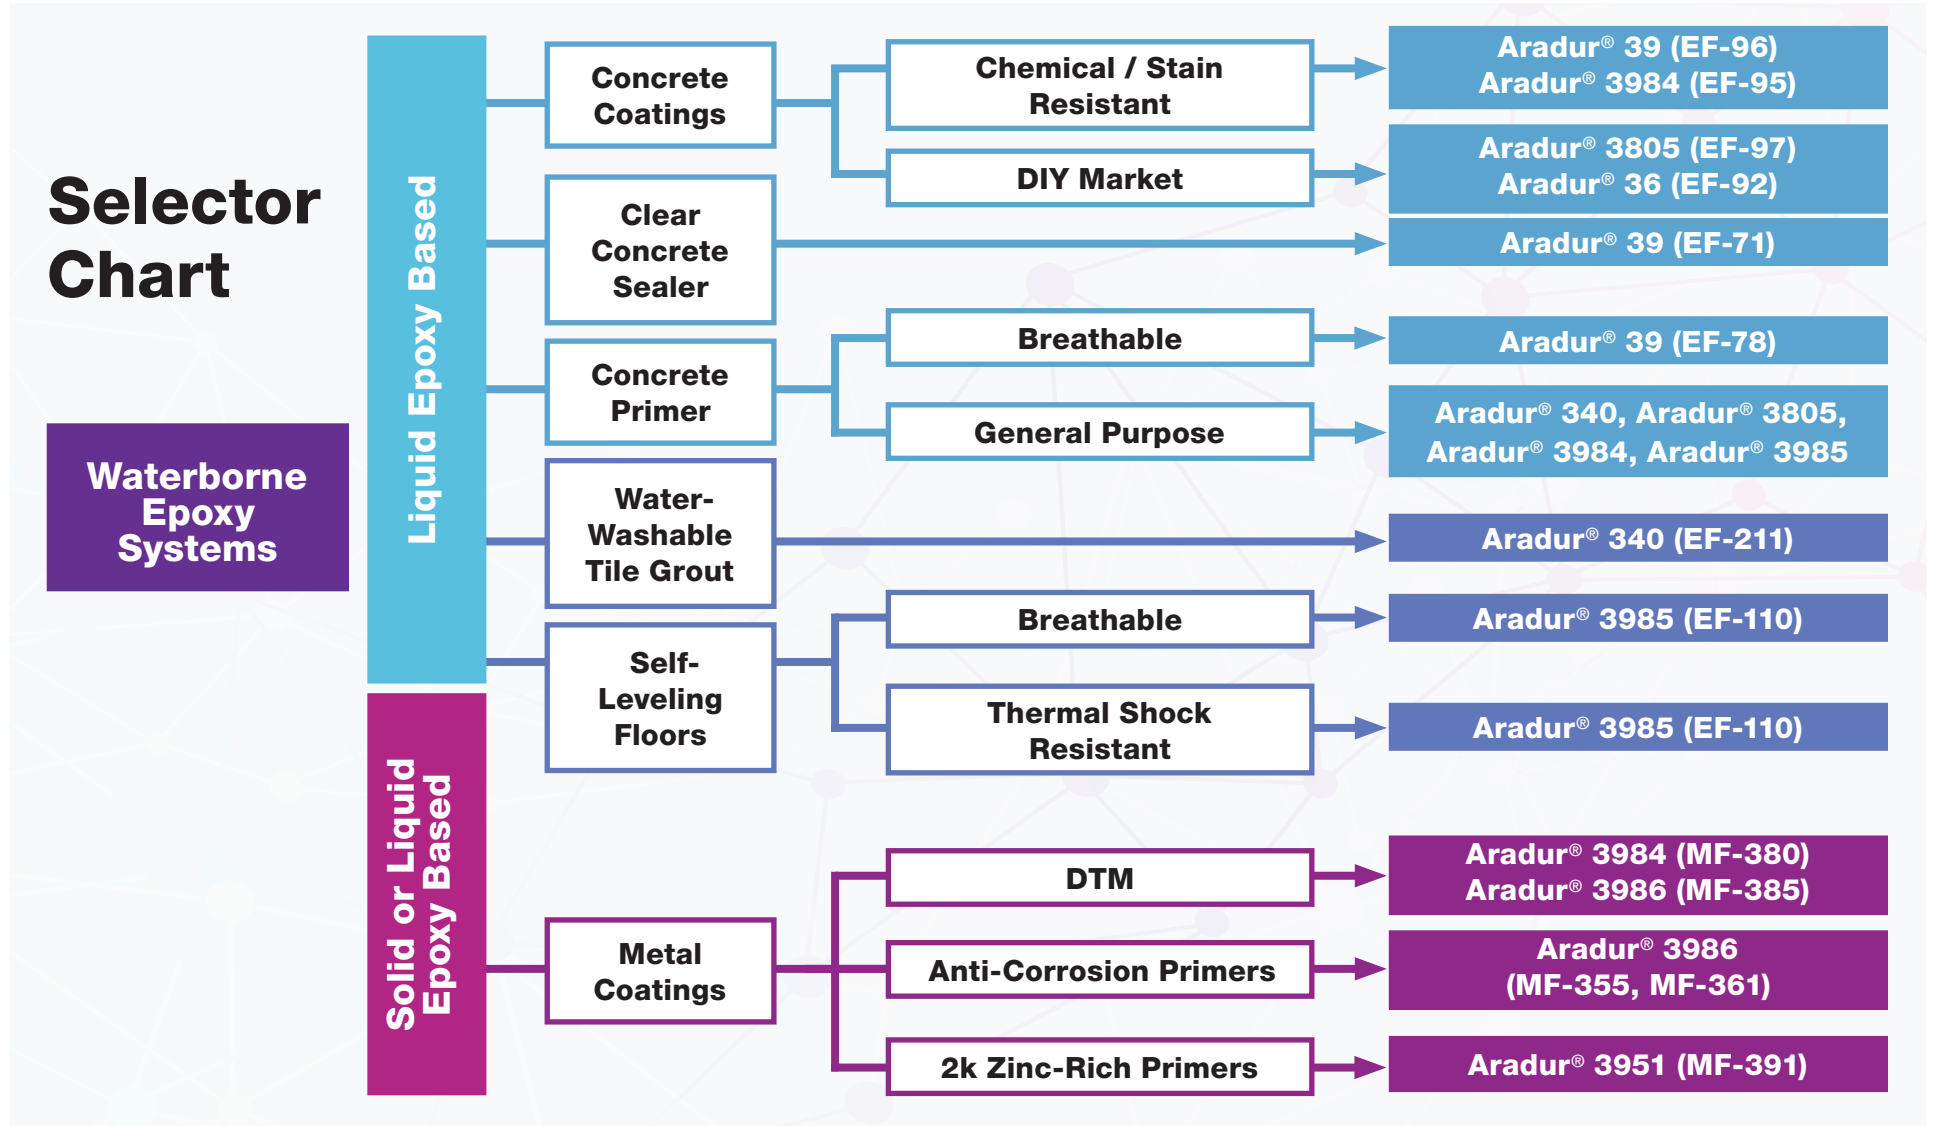 Selector
Chart
Waterborne
Epoxy
Systems
Liquid Epoxy Based
Concrete
Coatings
Chemical / Stain
Resistant
Aradur® 39 (EF-96)
Aradur® 3984 (EF-95)
DIY Market
Aradur® 3805 (EF-97)
Aradur® 36 (EF-92)
Clear
Concrete
Sealer
Aradur® 39 (EF-71)
Concrete
Primer
Breathable
Aradur® 39 (EF-78)
General Purpose
Aradur® 340, Aradur® 3805,
Aradur® 3984, Aradur® 3985
Water-
Washable
Tile Grout
Aradur® 340 (EF-211)
Self-
Leveling
Floors
Breathable
Aradur® 3985 (EF-110)
Thermal Shock
Resistant
Aradur® 3985 (EF-110)
Solid or Liquid
Epoxy Based
Metal
Coatings
DTM
Aradur® 3984 (MF-380)
Aradur® 3986 (MF-385)
Anti-Corrosion Primers
Aradur® 3986
(MF-355, MF-361)
2k Zinc-Rich Primers
Aradur® 3951 (MF-391)